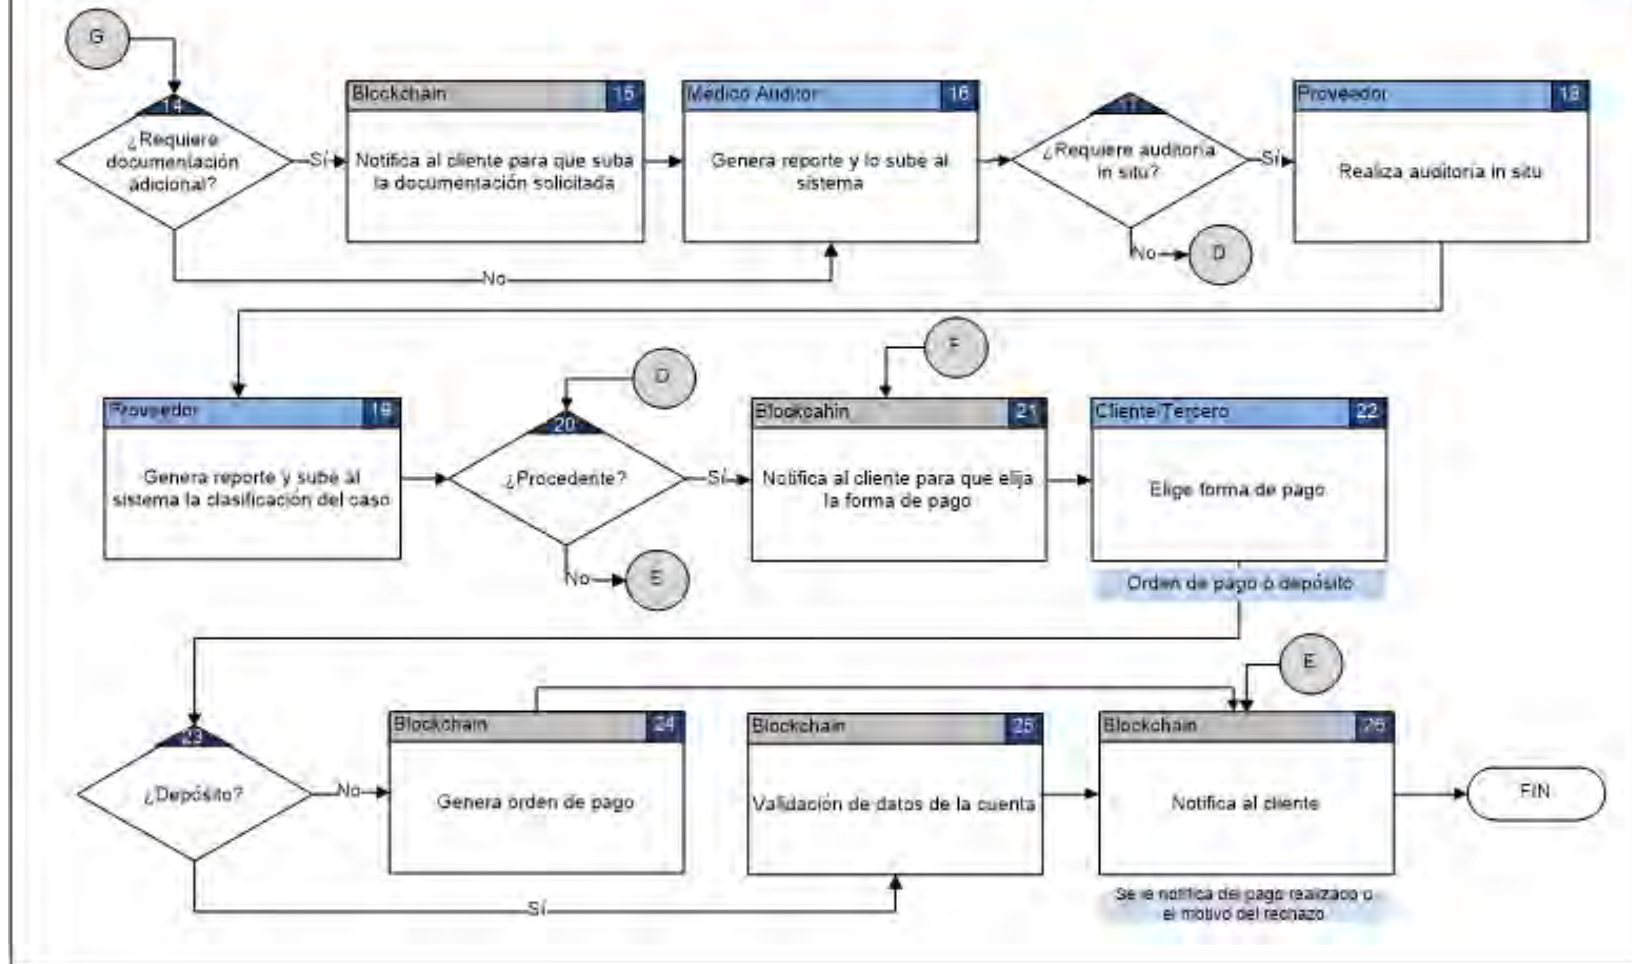 G
14
¿Requiere
documentación
adicional?
Sí
No
Blockchain 15
Notifica al cliente para que suba
la documentación solicitada
Médico Auditor 16
Genera reporte y lo sube al
sistema
17
¿Requiere auditoría
in situ?
Sí
No
D
Proveedor 18
Realiza auditoría in situ
Proveedor 19
Genera reporte y sube al
sistema la clasificación del caso
D
20
¿Procedente?
Sí
No
E
F
Blockcahin 21
Notifica al cliente para que elija
la forma de pago
Cliente/Tercero 22
Elige forma de pago
Orden de pago o depósito
23
¿Depósito?
No
Sí
Blockchain 24
Genera orden de pago
Blockchain 25
Validación de datos de la cuenta
E
Blockchain 26
Notifica al cliente
Se le notifica del pago realizado o
el motivo del rechazo
FIN